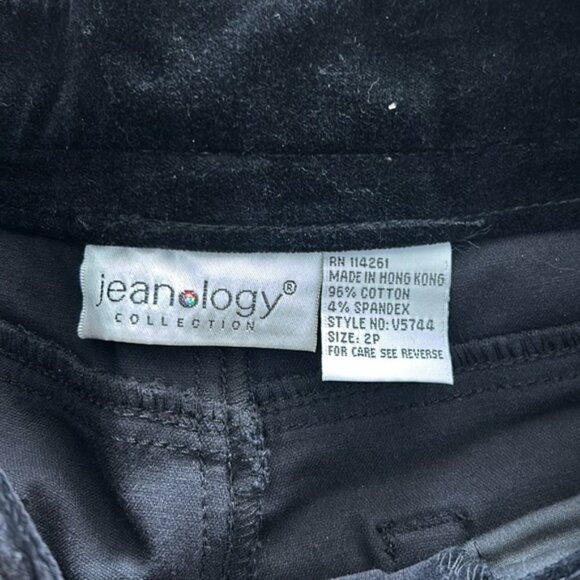 jeanology®
COLLECTION
RN 114261
MADE IN HONG KONG
96% COTTON
4% SPANDEX
STYLE NO: V5744
SIZE: 2P
FOR CARE SEE REVERSE